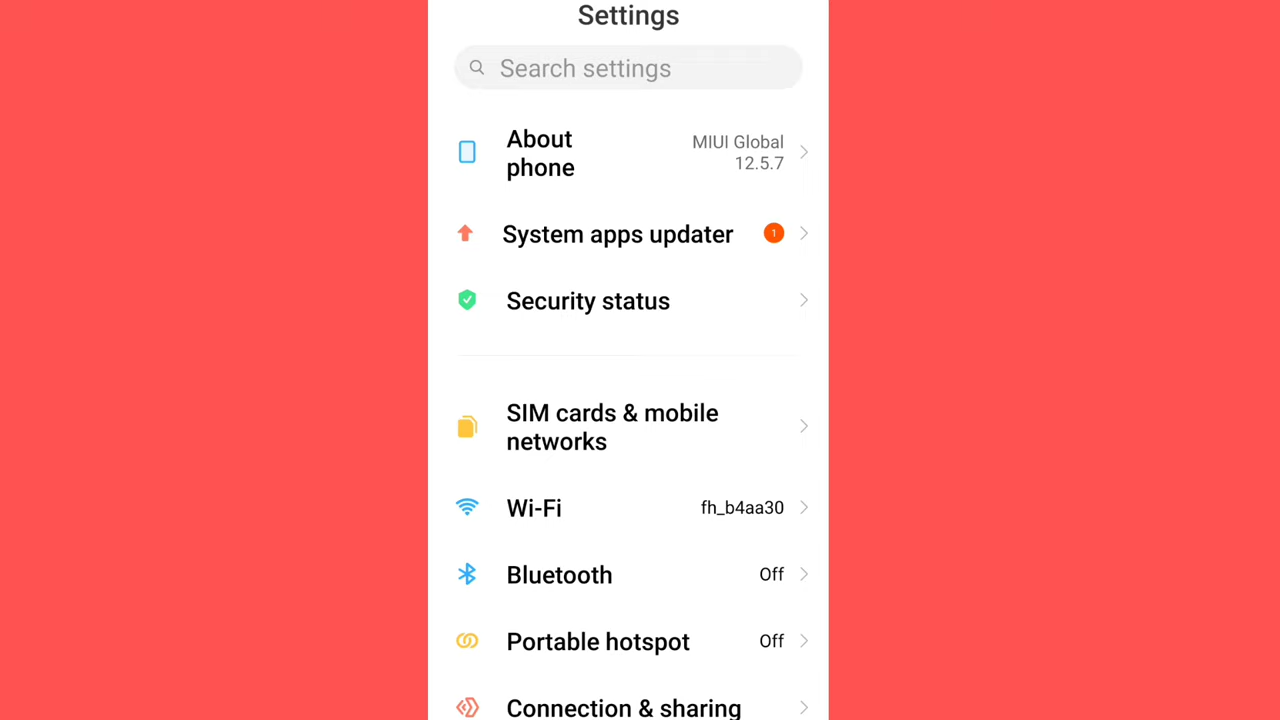 Settings
Search settings
About
phone
MIUI Global
12.5.7
System apps updater
1
Security status
SIM cards & mobile
networks
Wi-Fi
fh_b4aa30
Bluetooth
Off
Portable hotspot
Off
Connection & sharing